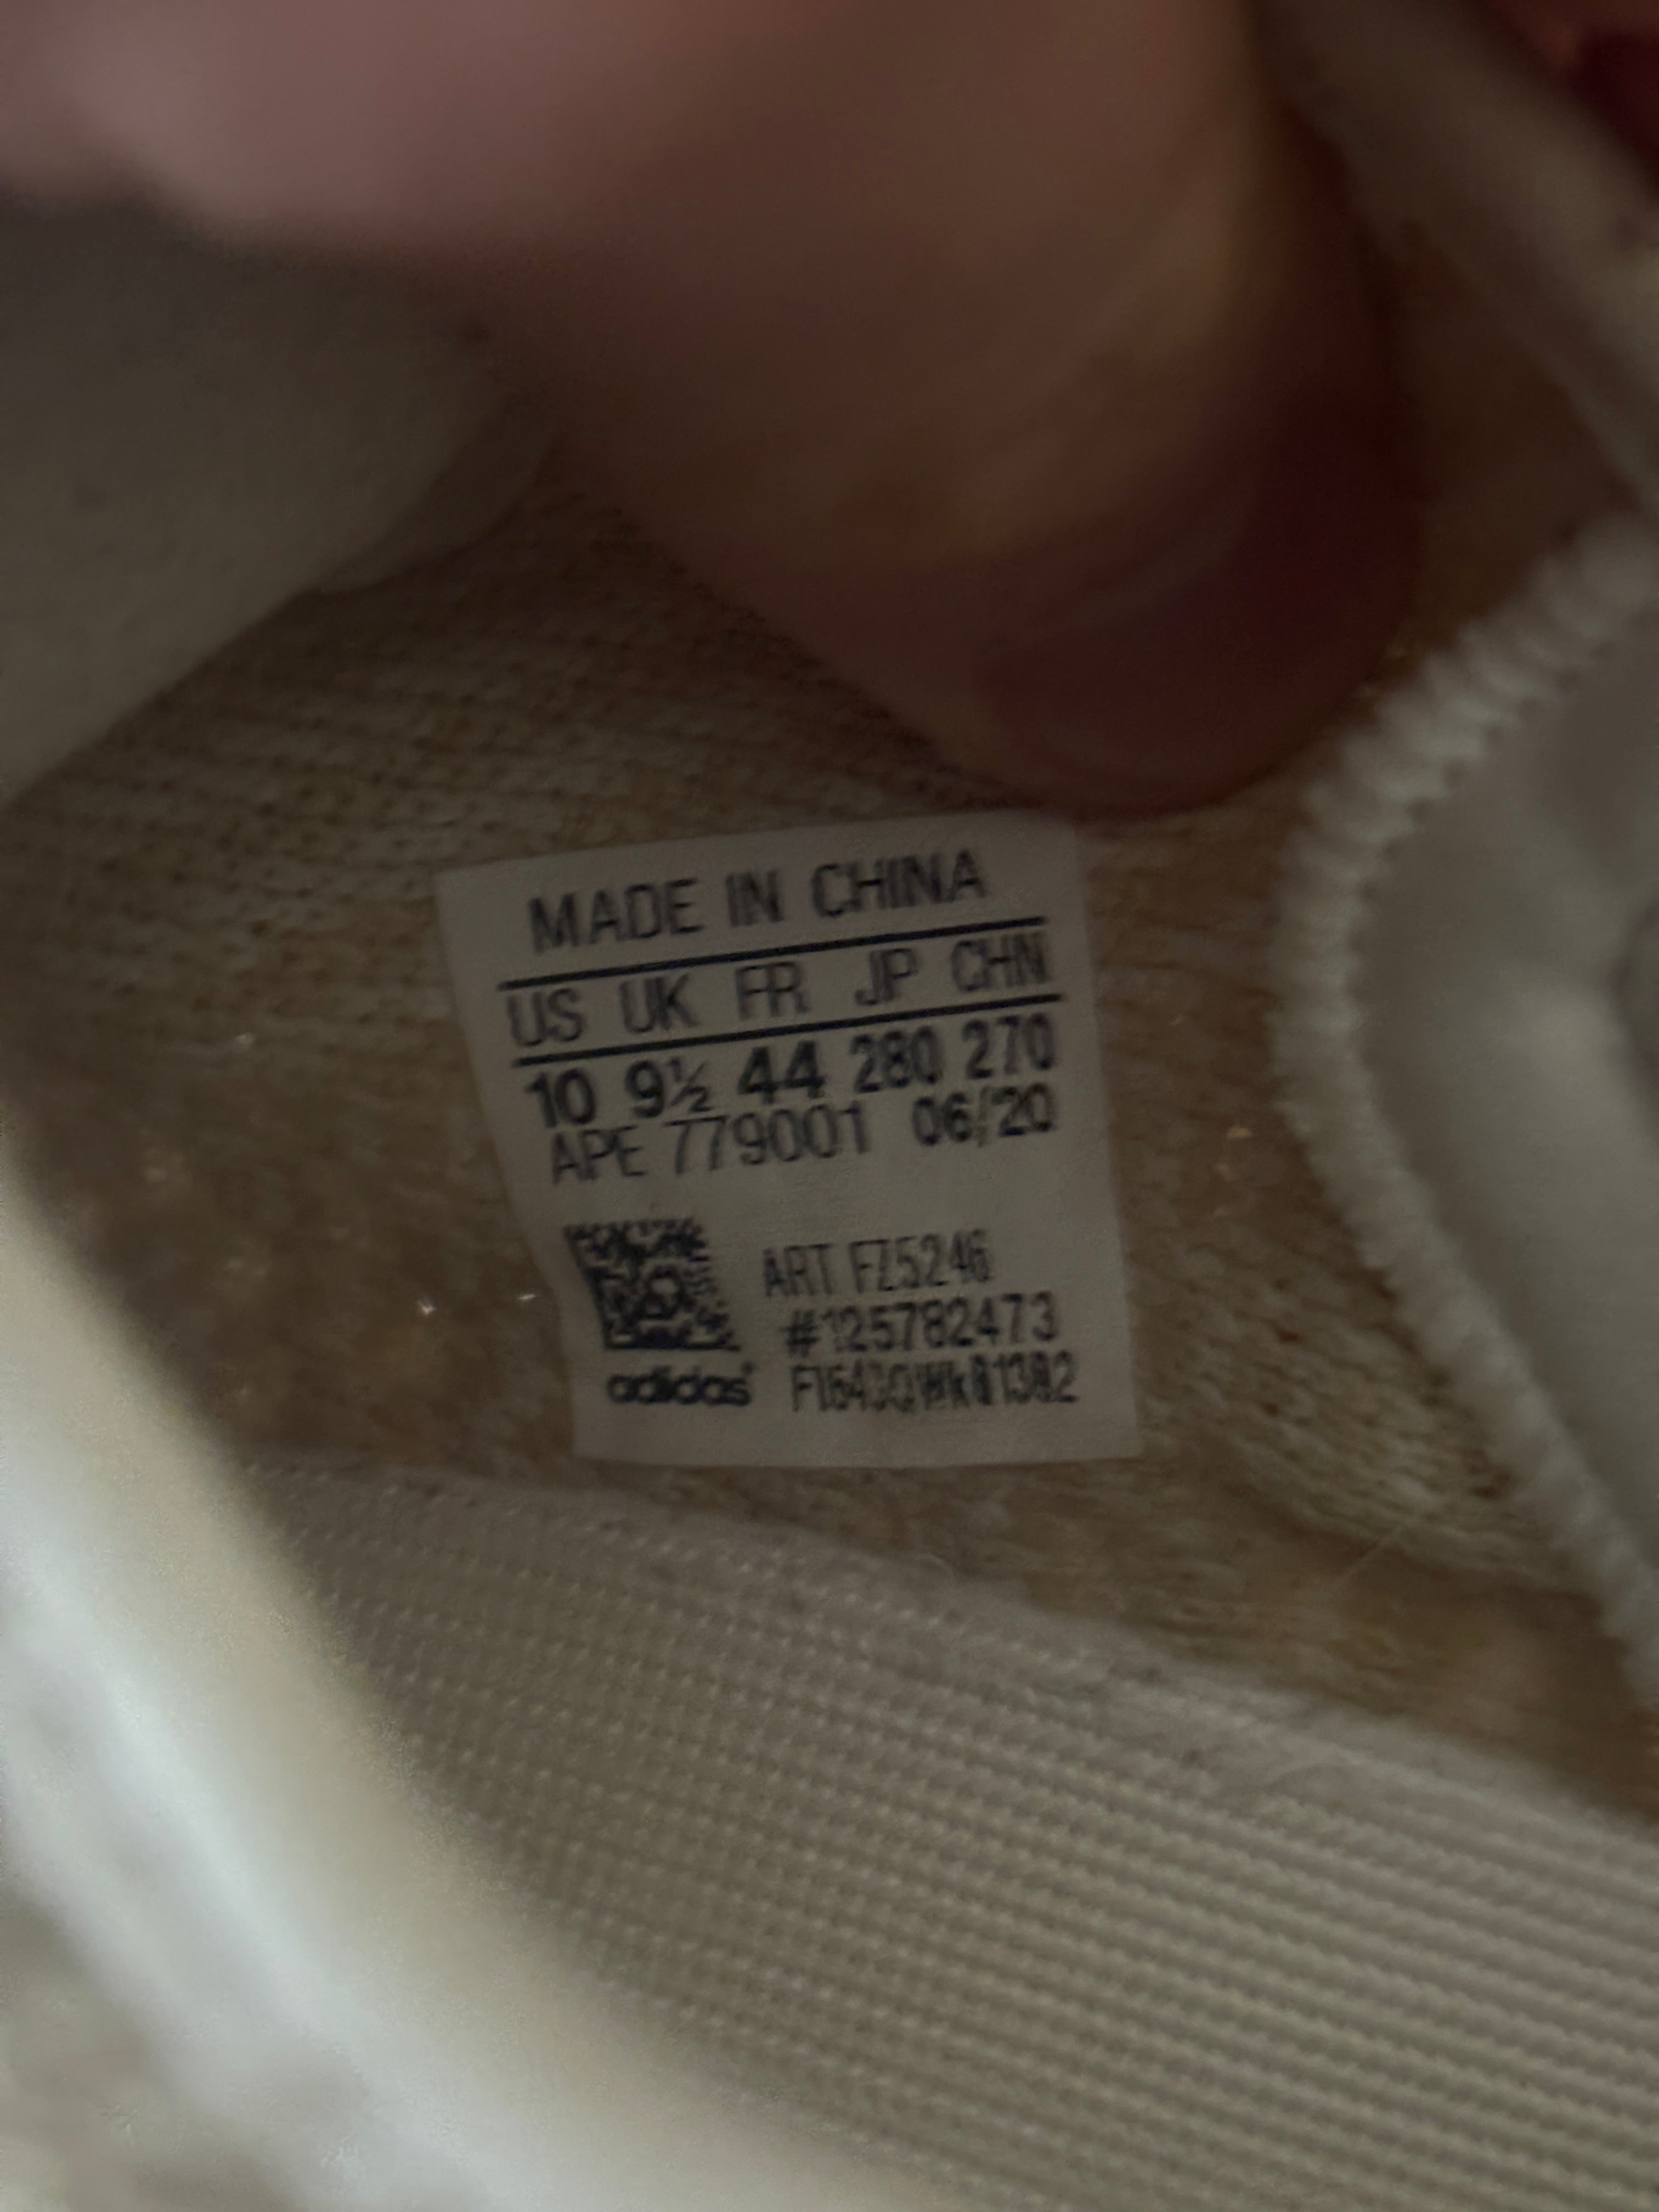 MADE IN CHINA
US UK FR JP CHN
10 9½ 44 280 270
APE 779001 06/20
ART FZ5246
#125782473
adidas